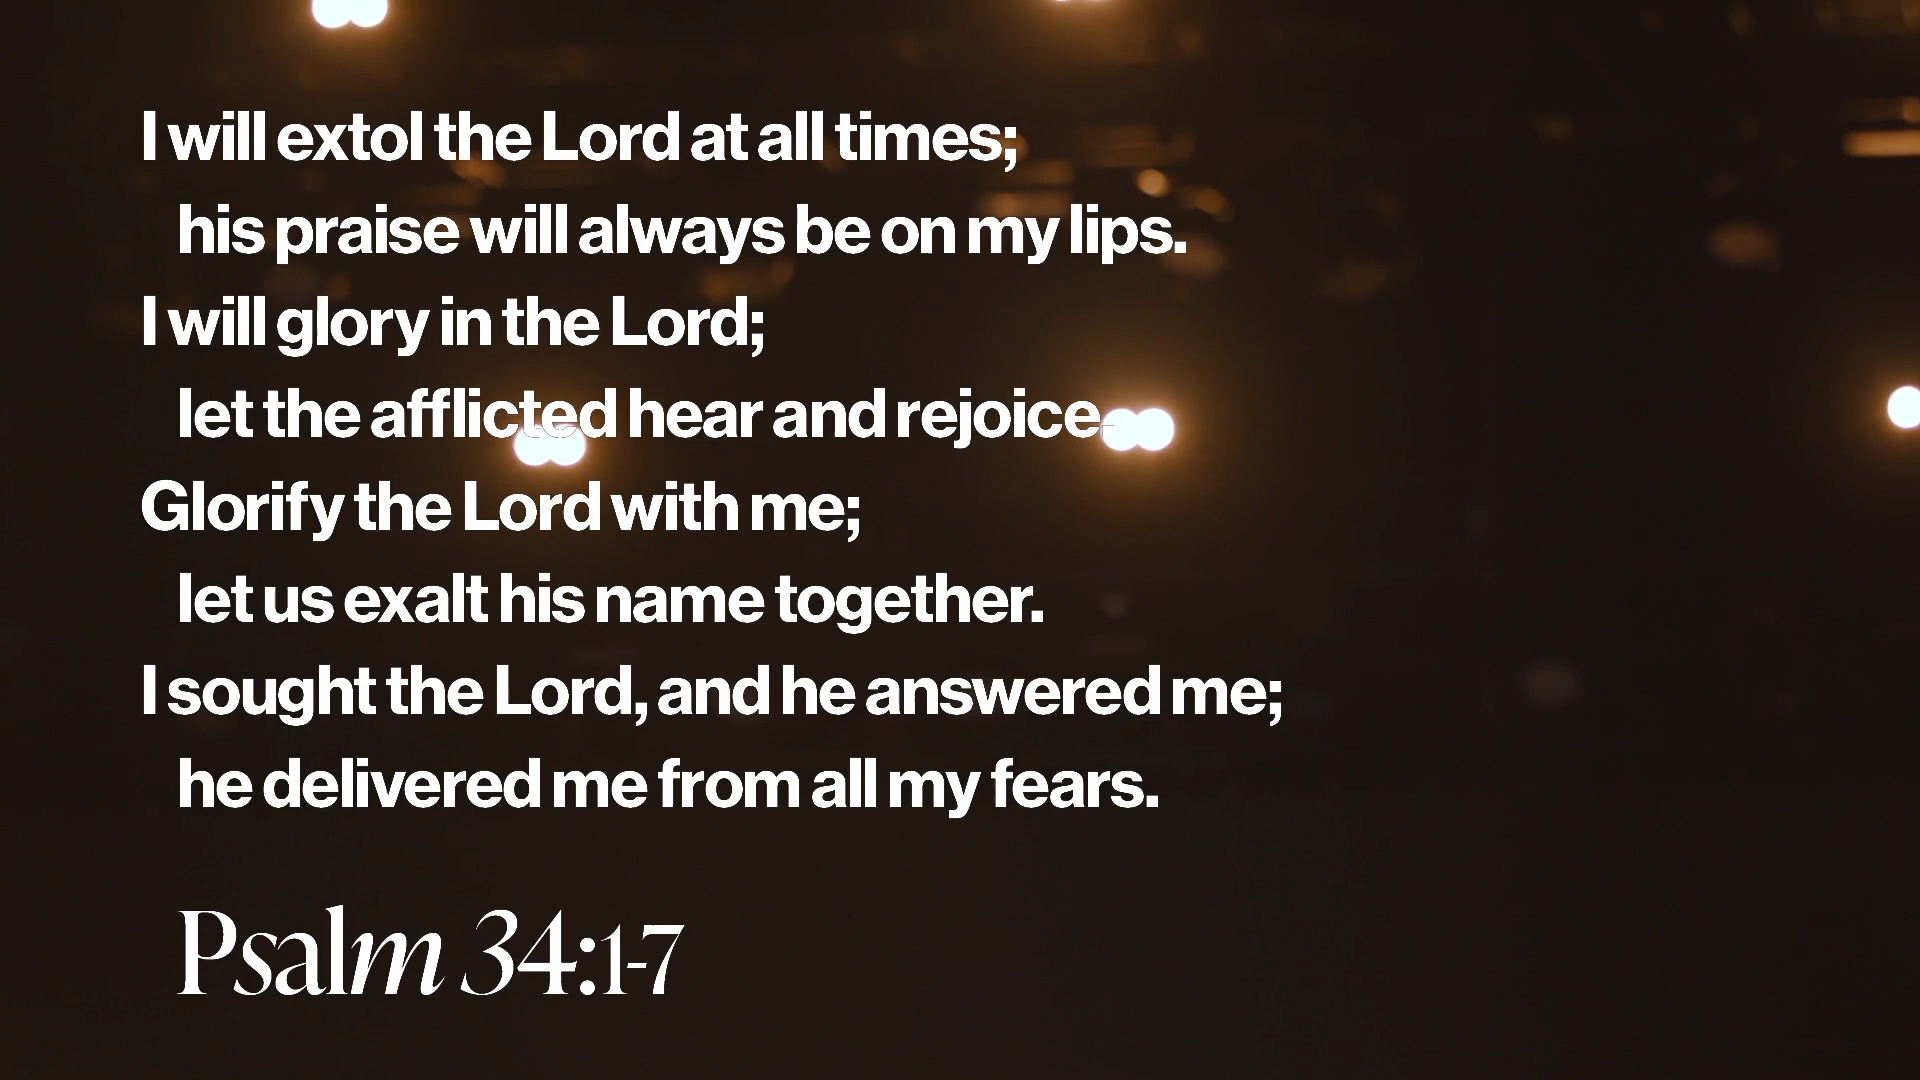 I will extol the Lord at all times;
his praise will always be on my lips.
I will glory in the Lord;
let the afflicted hear and rejoice.
Glorify the Lord with me;
let us exalt his name together.
I sought the Lord, and he answered me;
he delivered me from all my fears.
Psalm 34:1-7